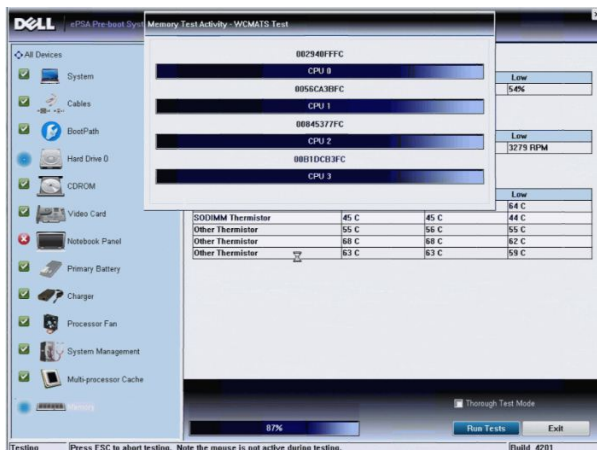 DELL
ePSA Pre-boot Syst
Memory Test Activity - WCMATS Test
002940FFFC
CPU 0
0056CA3BFC
CPU 1
00845377FC
CPU 2
00B1DCB3FC
CPU 3
All Devices
System
Cables
BootPath
Hard Drive 0
CDROM
Video Card
Notebook Panel
Primary Battery
Charger
Processor Fan
System Management
Multi-processor Cache
Memory
Low
54%
Low
3279 RPM
Low
64 C
SODIMM Thermistor 45 C 45 C 44 C
Other Thermistor 55 C 56 C 55 C
Other Thermistor 68 C 68 C 62 C
Other Thermistor 63 C 63 C 59 C
Thorough Test Mode
87%
Run Tests
Exit
Testing
Press ESC to abort testing. Note the mouse is not active during testing.
Build 4201